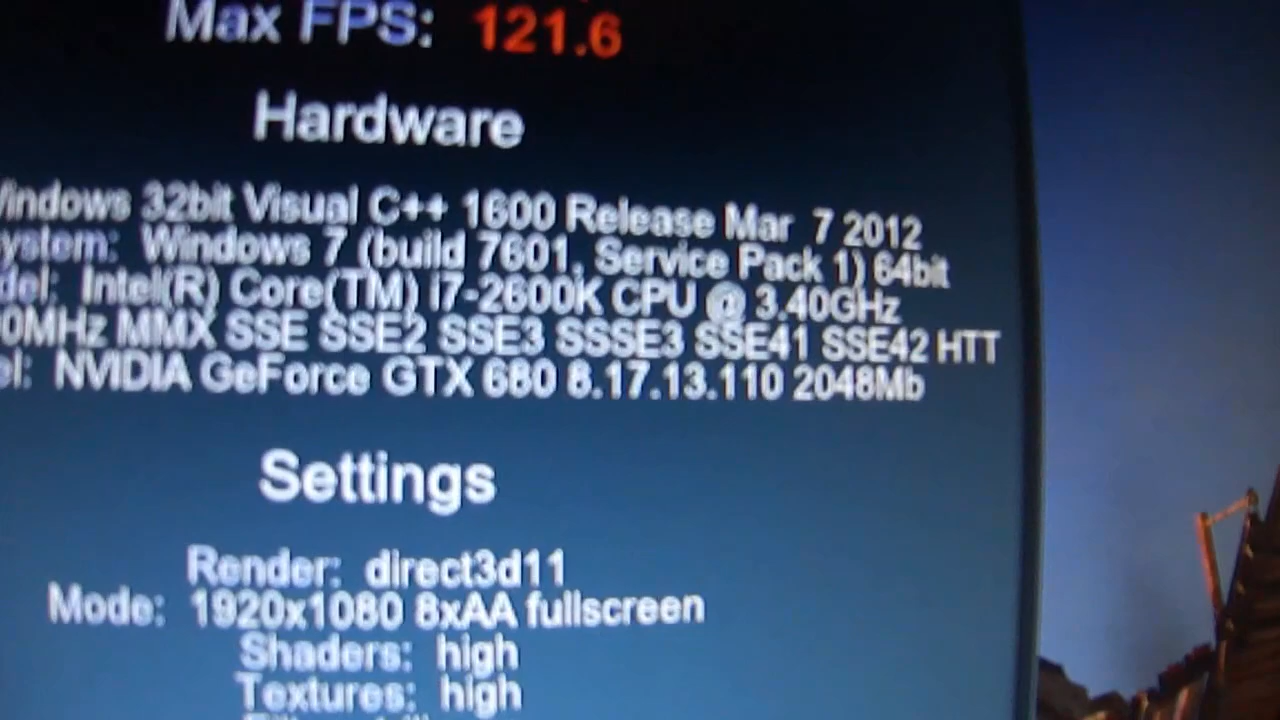 Max FPS: 121.6
Hardware
Windows 32bit Visual C++ 1600 Release Mar 7 2012
ystem: Windows 7 (build 7601, Service Pack 1) 64bit
del: Intel(R) Core(TM) i7-2600K CPU @ 3.40GHz
0MHz MMX SSE SSE2 SSE3 SSSE3 SSE41 SSE42 HTT
el: NVIDIA GeForce GTX 680 8.17.13.110 2048Mb
Settings
Render: direct3d11
Mode: 1920x1080 8xAA fullscreen
Shaders: high
Textures: high